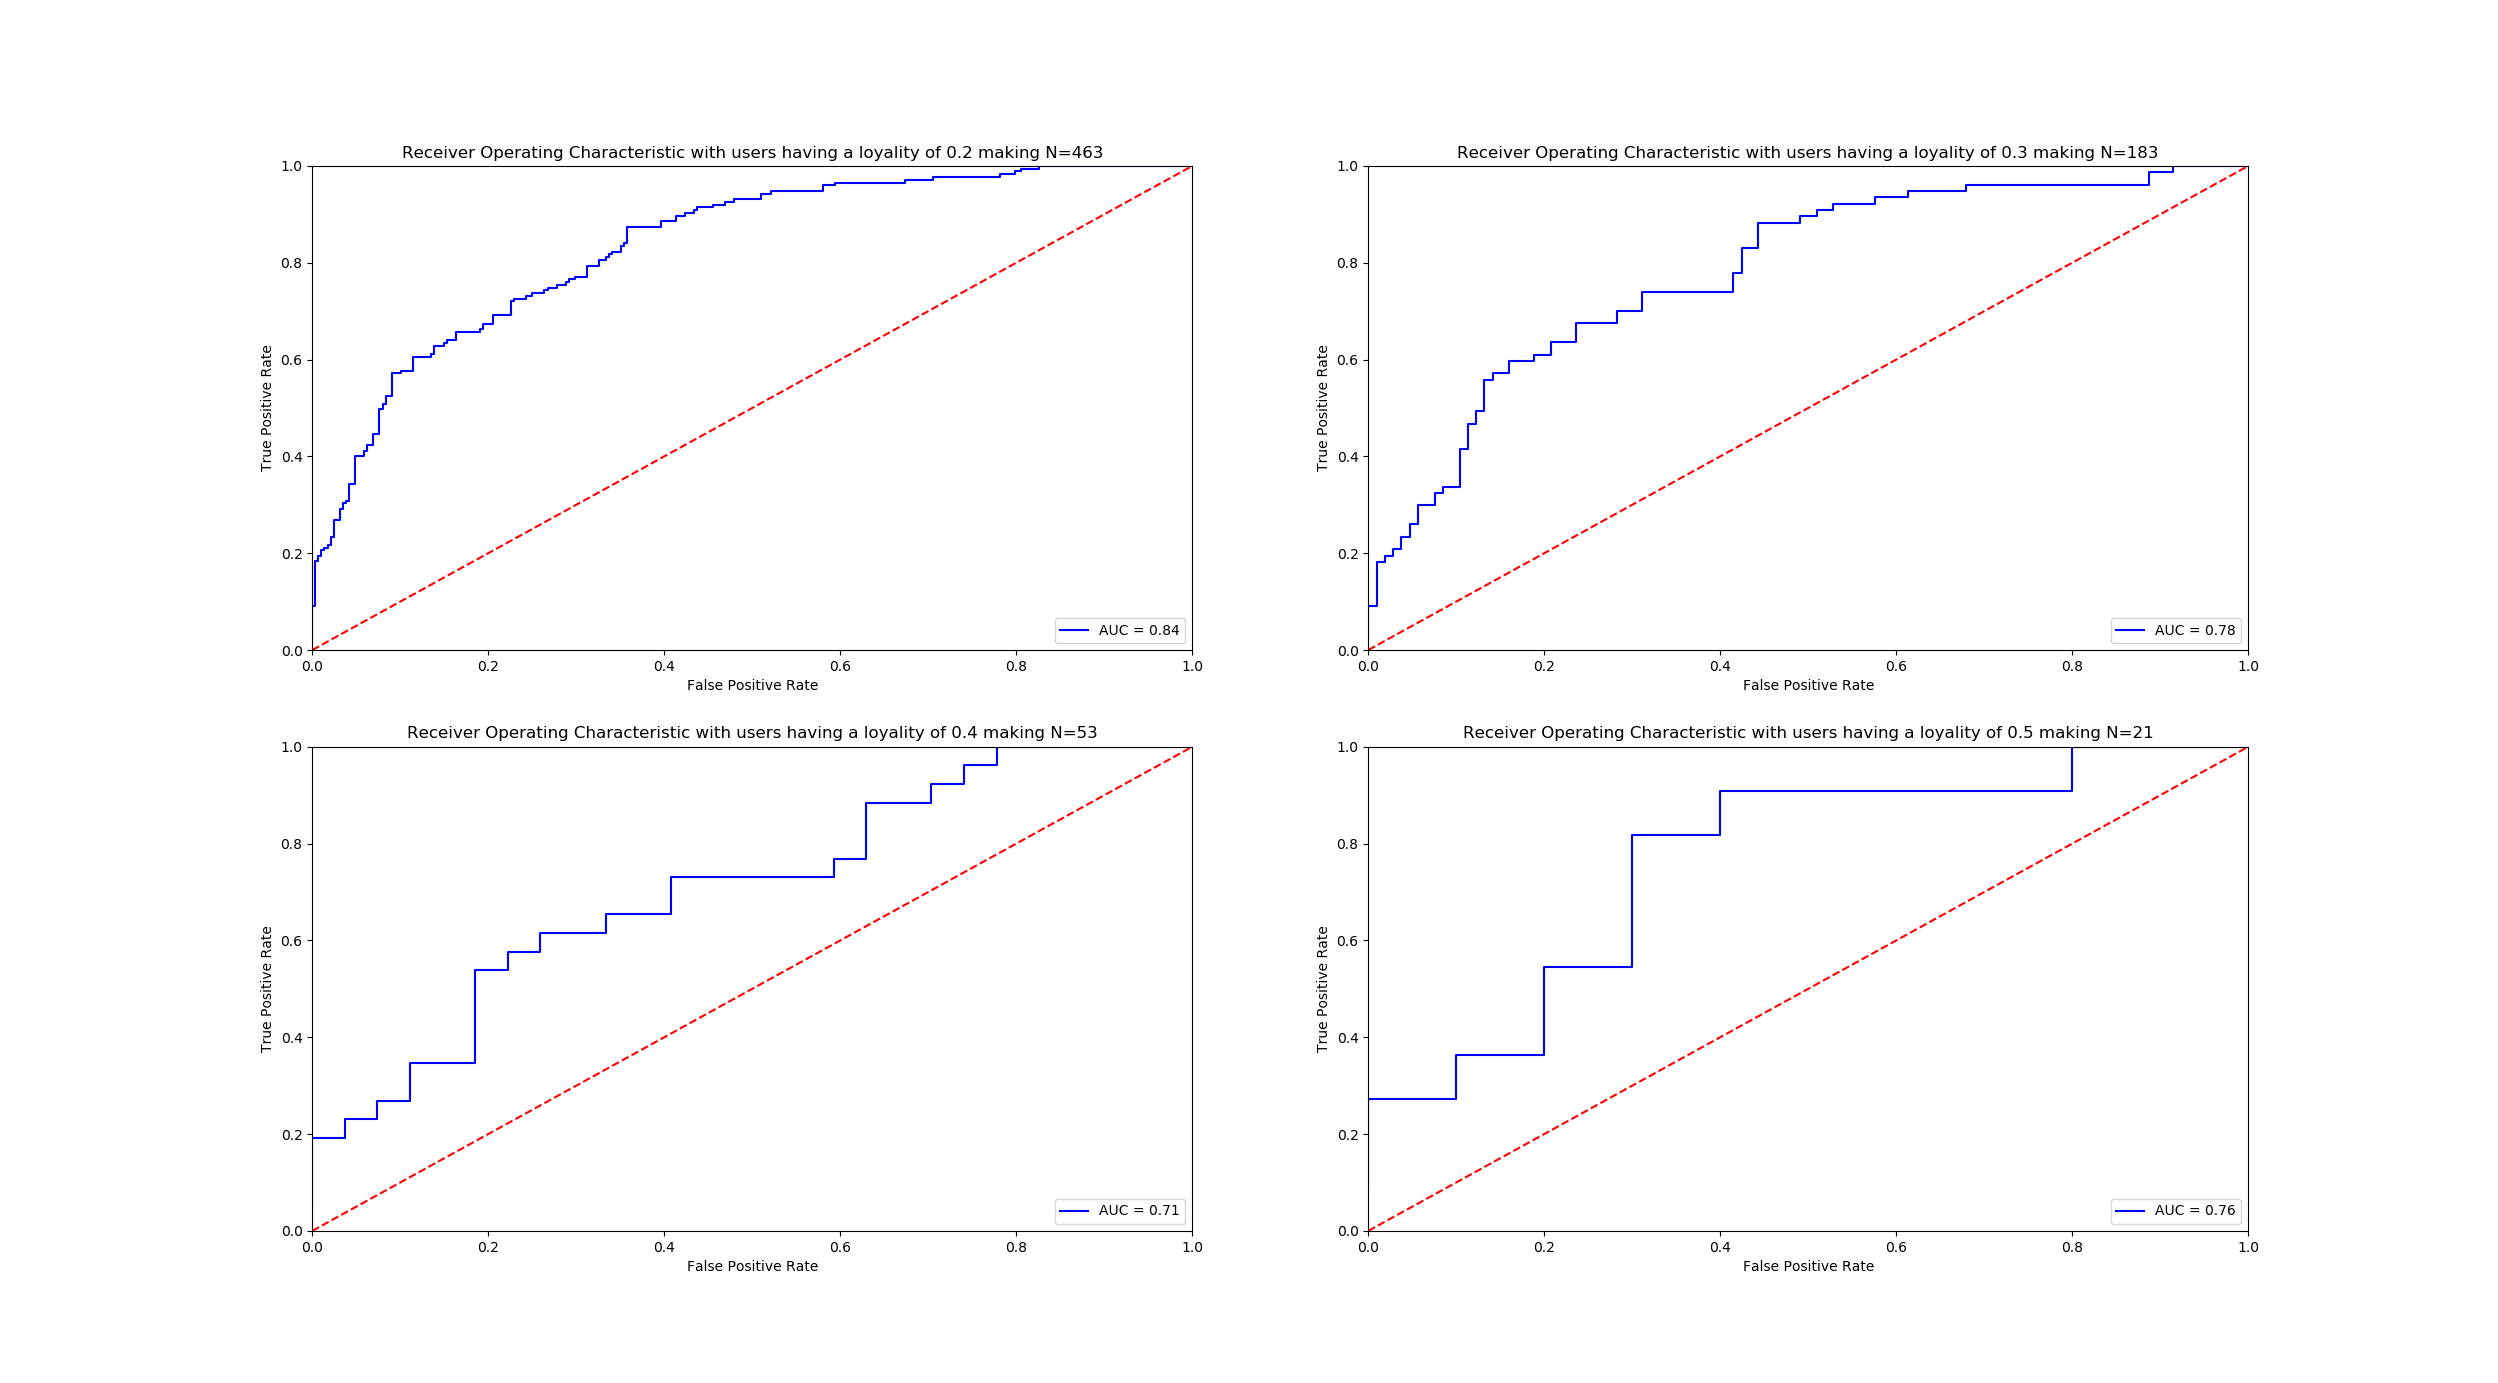 Receiver Operating Characteristic with users having a loyality of 0.2 making N=463
1.0
0.8
0.6
0.4
0.2
0.0
True Positive Rate
AUC = 0.84
0.0 0.2 0.4 0.6 0.8 1.0
False Positive Rate
Receiver Operating Characteristic with users having a loyality of 0.3 making N=183
1.0
0.8
0.6
0.4
0.2
0.0
True Positive Rate
AUC = 0.78
0.0 0.2 0.4 0.6 0.8 1.0
False Positive Rate
Receiver Operating Characteristic with users having a loyality of 0.4 making N=53
1.0
0.8
0.6
0.4
0.2
0.0
True Positive Rate
AUC = 0.71
0.0 0.2 0.4 0.6 0.8 1.0
False Positive Rate
Receiver Operating Characteristic with users having a loyality of 0.5 making N=21
1.0
0.8
0.6
0.4
0.2
0.0
True Positive Rate
AUC = 0.76
0.0 0.2 0.4 0.6 0.8 1.0
False Positive Rate